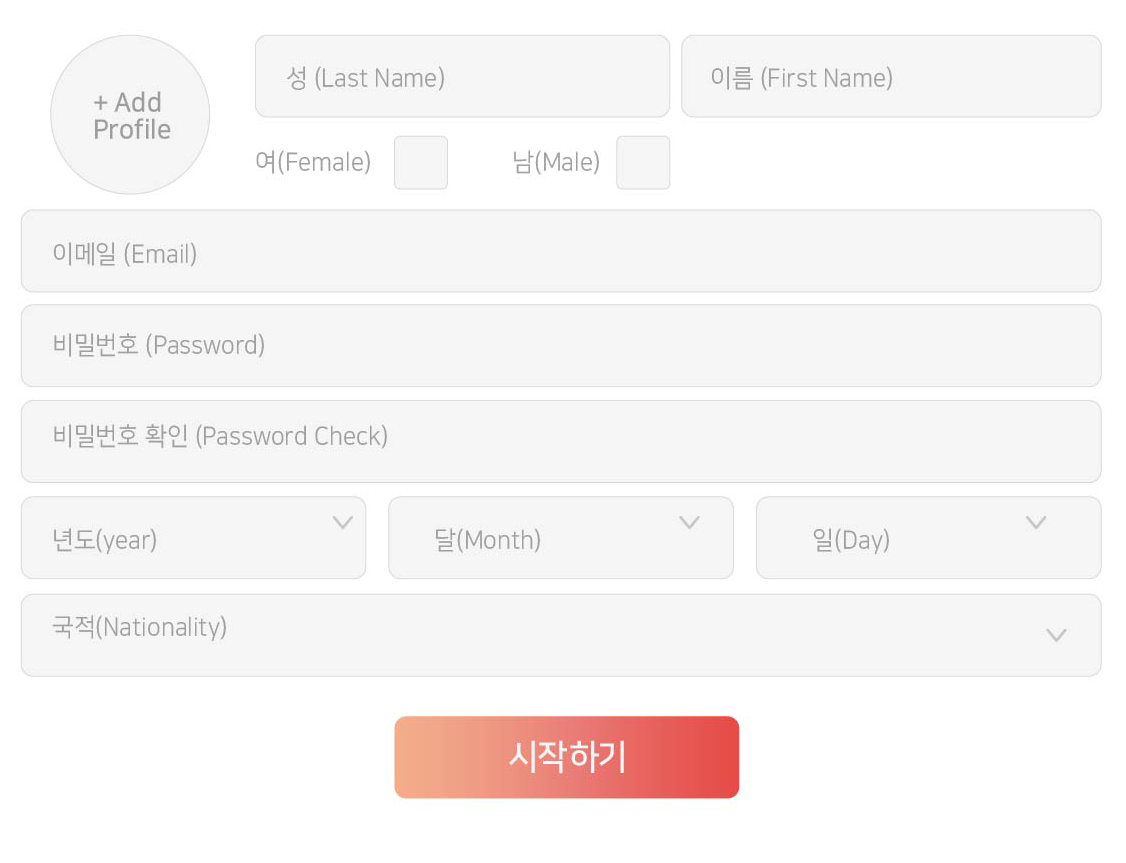 + Add
Profile
성 (Last Name)
이름 (First Name)
여(Female)
남(Male)
이메일 (Email)
비밀번호 (Password)
비밀번호 확인 (Password Check)
년도(year)
달(Month)
일(Day)
국적(Nationality)
시작하기